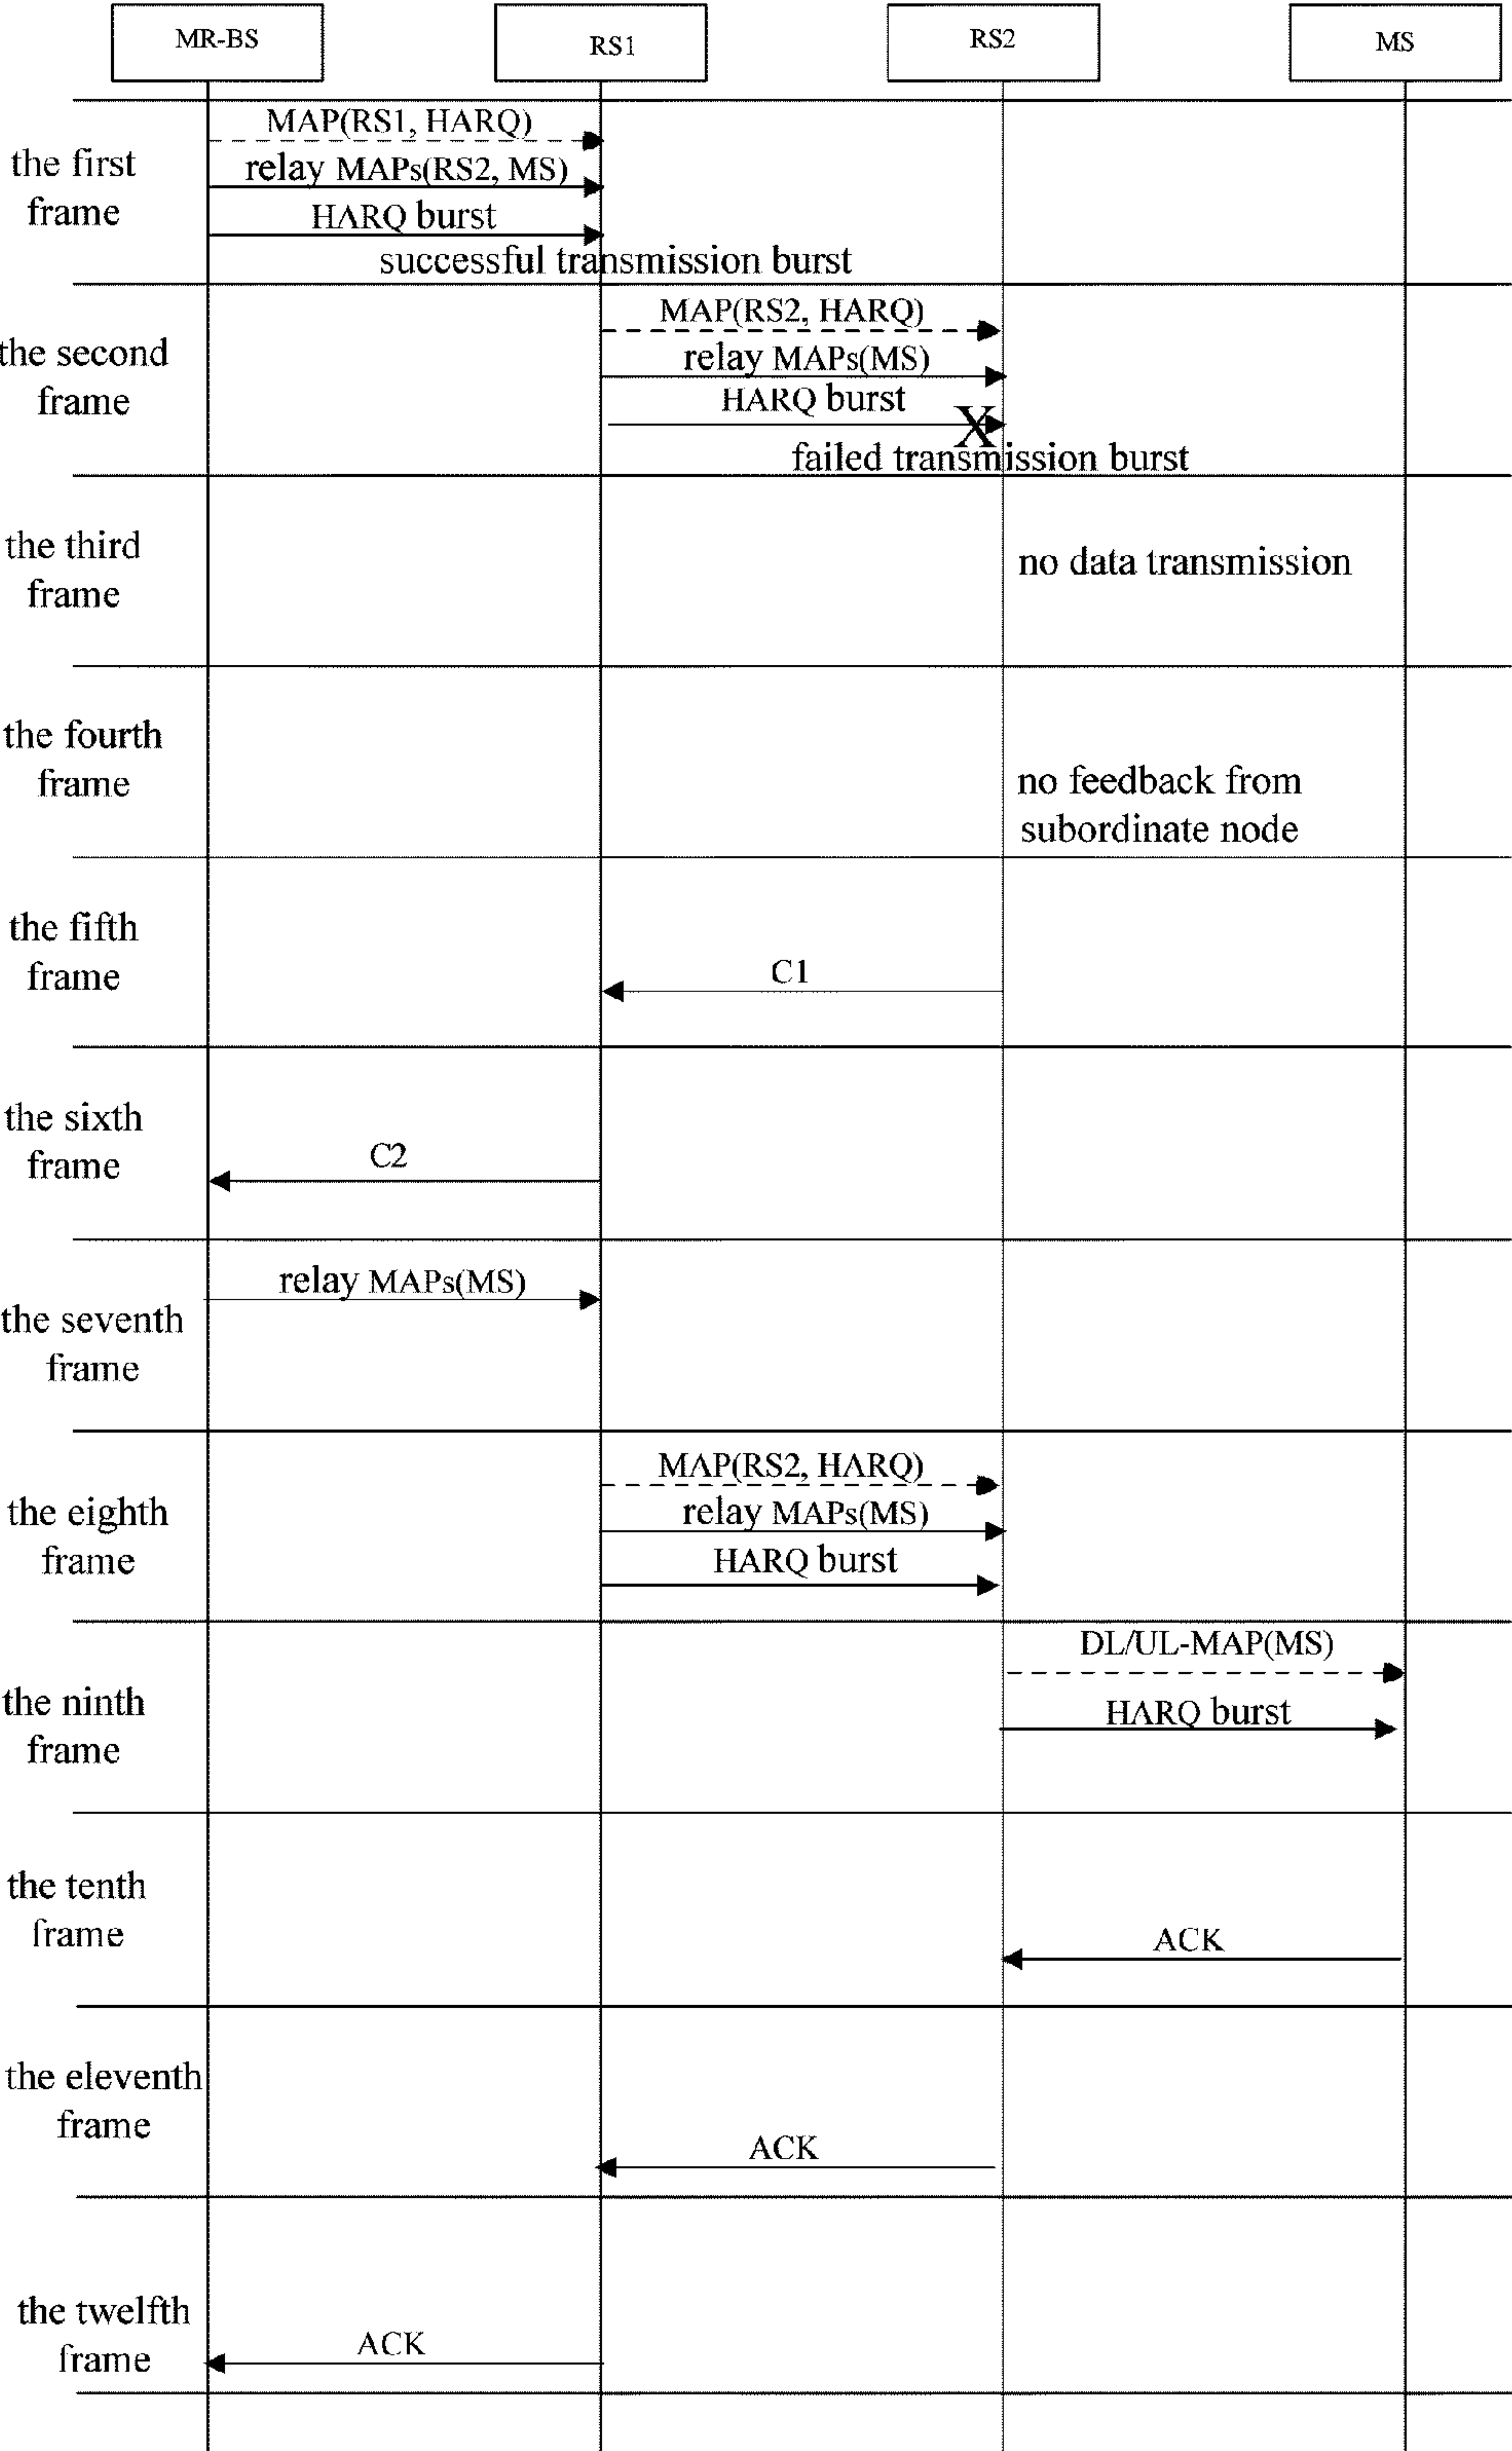 MR-BS
RS1
RS2
MS
the first
frame
MAP(RS1, HARQ)
relay MAPs(RS2, MS)
HARQ burst
successful transmission burst
the second
frame
MAP(RS2, HARQ)
relay MAPs(MS)
HARQ burst
X
failed transmission burst
the third
frame
no data transmission
the fourth
frame
no feedback from
subordinate node
the fifth
frame
C1
the sixth
frame
C2
the seventh
frame
relay MAPs(MS)
the eighth
frame
MAP(RS2, HARQ)
relay MAPs(MS)
HARQ burst
the ninth
frame
DL/UL-MAP(MS)
HARQ burst
the tenth
frame
ACK
the eleventh
frame
ACK
the twelfth
frame
ACK